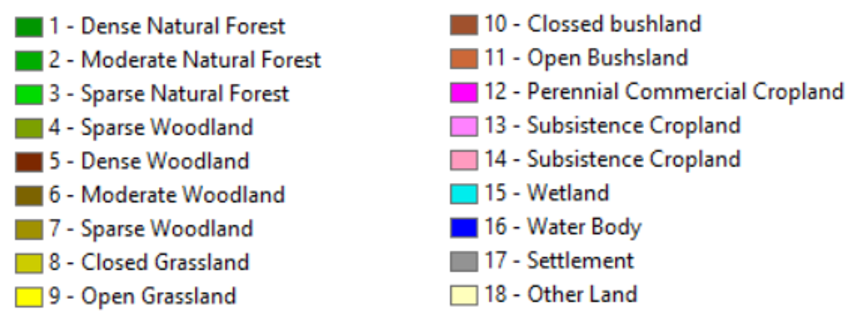 1 - Dense Natural Forest
2 - Moderate Natural Forest
3 - Sparse Natural Forest
4 - Sparse Woodland
5 - Dense Woodland
6 - Moderate Woodland
7 - Sparse Woodland
8 - Closed Grassland
9 - Open Grassland
10 - Clossed bushland
11 - Open Bushsland
12 - Perennial Commercial Cropland
13 - Subsistence Cropland
14 - Subsistence Cropland
15 - Wetland
16 - Water Body
17 - Settlement
18 - Other Land